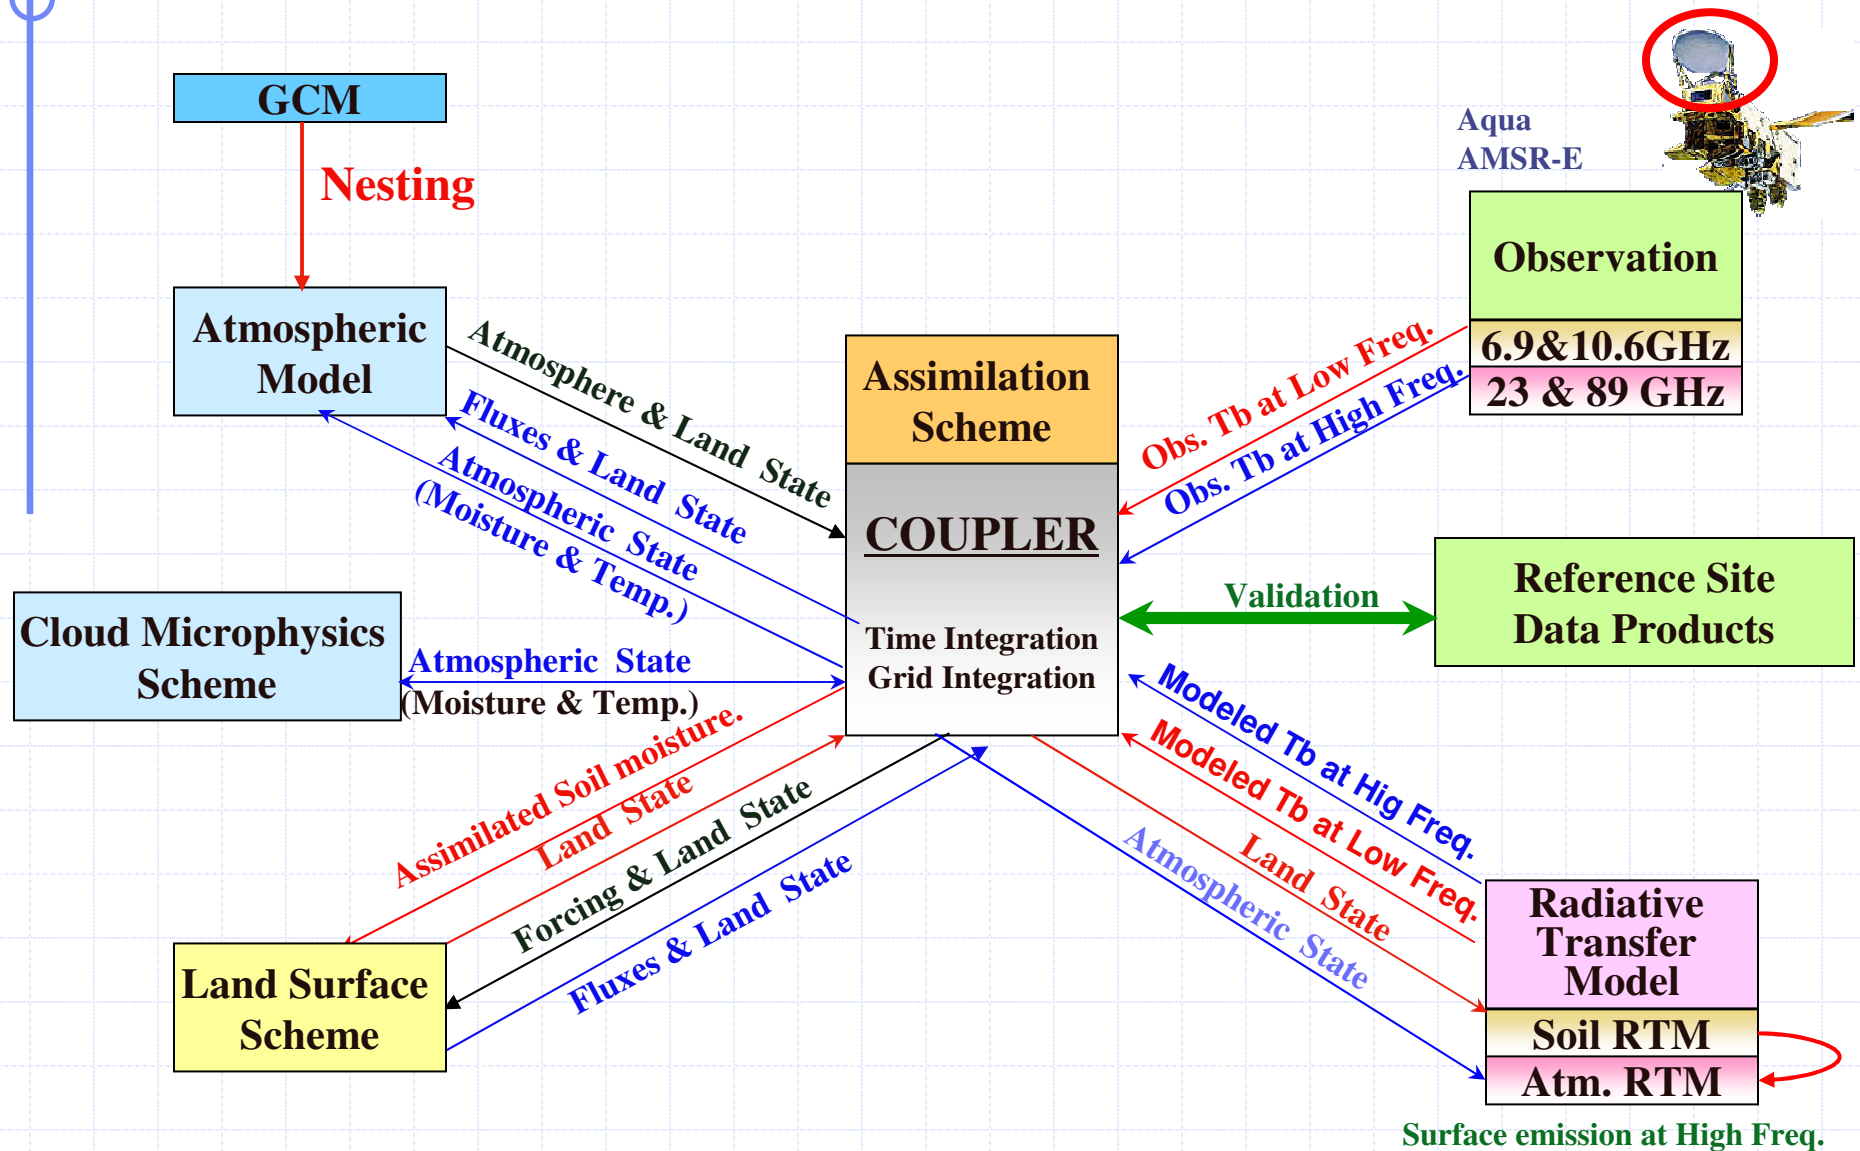 GCM
Nesting
Aqua
AMSR-E
Observation
6.9&10.6GHz
23 & 89 GHz
Atmospheric
Model
Atmosphere & Land State
Fluxes & Land State
Atmospheric State
(Moisture & Temp.)
Assimilation
Scheme
COUPLER
Time Integration
Grid Integration
Obs. Tb at Low Freq.
Obs. Tb at High Freq.
Validation
Reference Site
Data Products
Cloud Microphysics
Scheme
Atmospheric State
(Moisture & Temp.)
Assimilated Soil moisture.
Land State
Forcing & Land State
Fluxes & Land State
Land Surface
Scheme
Modeled Tb at Hig Freq.
Modeled Tb at Low Freq.
Land State
Atmospheric State
Radiative
Transfer
Model
Soil RTM
Atm. RTM
Surface emission at High Freq.